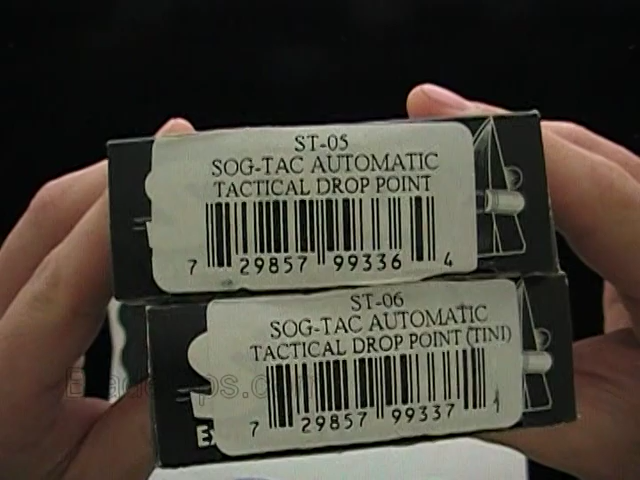 ST-05
SOG-TAC AUTOMATIC
TACTICAL DROP POINT
7 29857 99336 4
ST-06
SOG-TAC AUTOMATIC
TACTICAL DROP POINT (TINI)
7 29857 99337 1